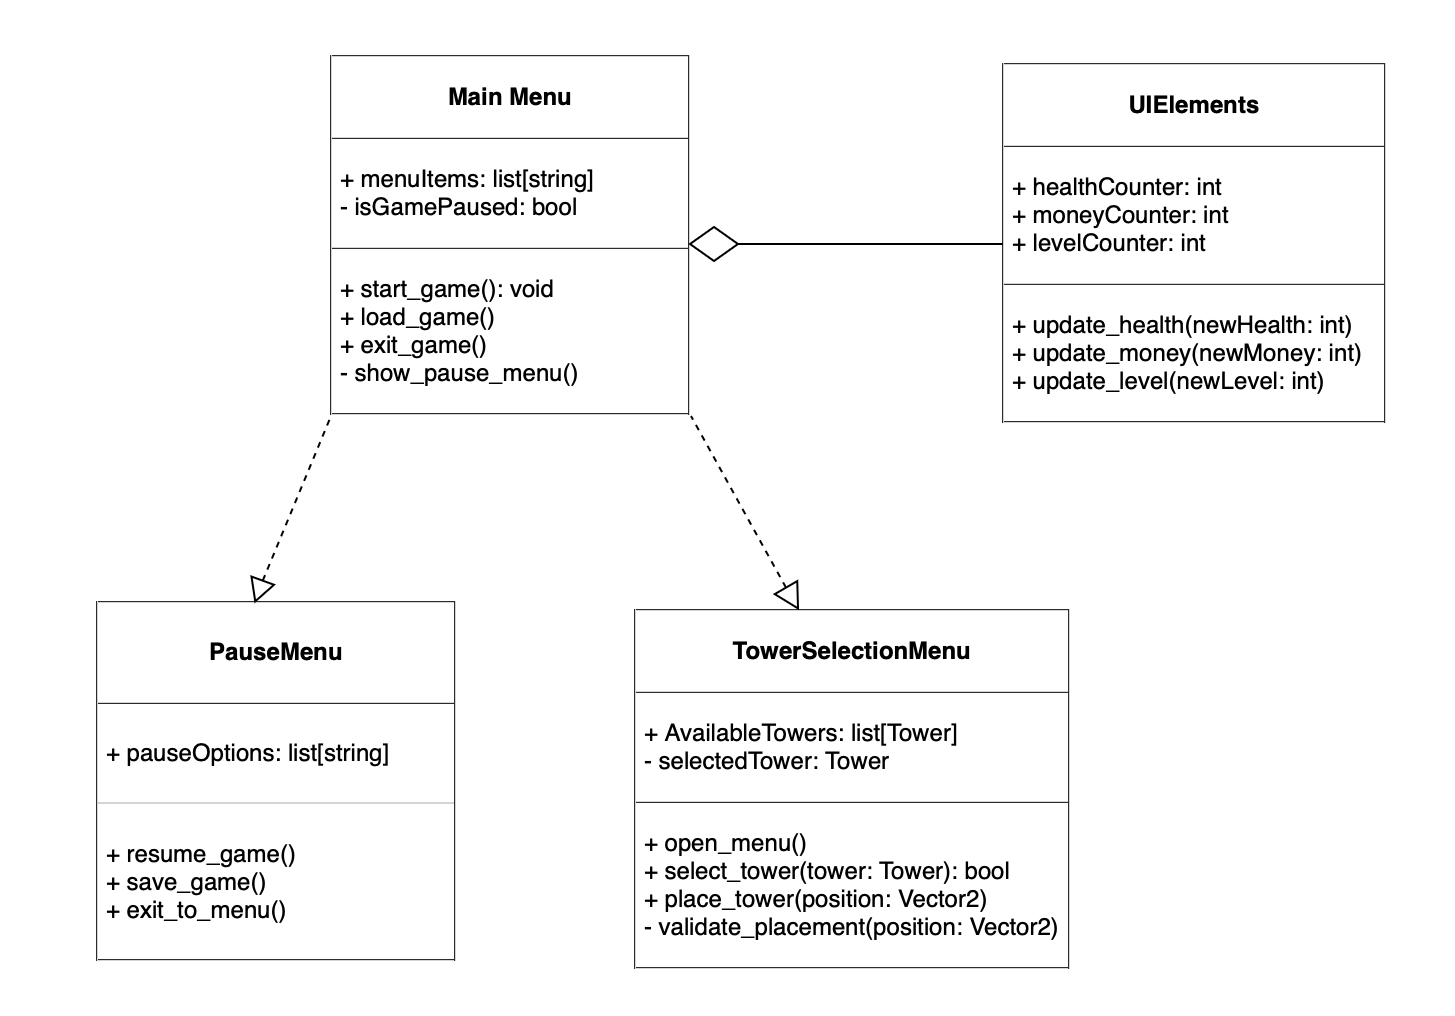 Main Menu
+ menuItems: list[string]
- isGamePaused: bool
+ start_game(): void
+ load_game()
+ exit_game()
- show_pause_menu()
UIElements
+ healthCounter: int
+ moneyCounter: int
+ levelCounter: int
+ update_health(newHealth: int)
+ update_money(newMoney: int)
+ update_level(newLevel: int)
PauseMenu
+ pauseOptions: list[string]
+ resume_game()
+ save_game()
+ exit_to_menu()
TowerSelectionMenu
+ AvailableTowers: list[Tower]
- selectedTower: Tower
+ open_menu()
+ select_tower(tower: Tower): bool
+ place_tower(position: Vector2)
- validate_placement(position: Vector2)